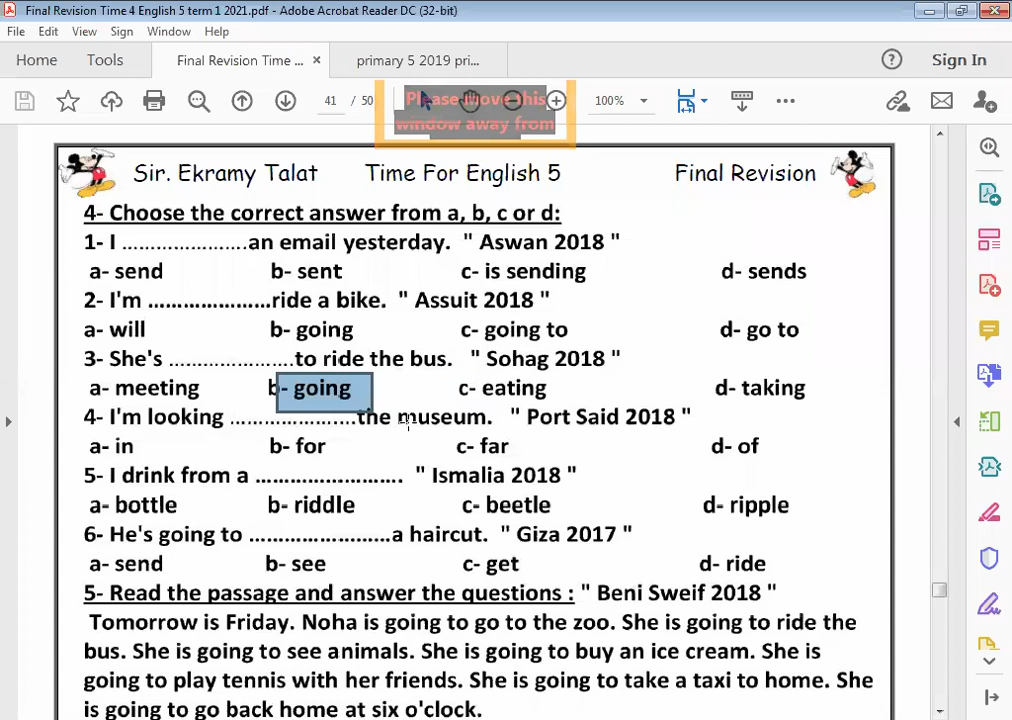 Final Revision Time 4 English 5 term 1 2021.pdf - Adobe Acrobat Reader DC (32-bit)
File Edit View Sign Window Help
Home Tools Final Revision Time ... × primary 5 2019 pri... ? Sign In
41 / 50 Please move this 100%
window away from
Sir. Ekramy Talat Time For English 5 Final Revision
4- Choose the correct answer from a, b, c or d:
1- I ......................an email yesterday. " Aswan 2018 "
a- send b- sent c- is sending d- sends
2- I'm ......................ride a bike. " Assuit 2018 "
a- will b- going c- going to d- go to
3- She's ......................to ride the bus. " Sohag 2018 "
a- meeting b- going c- eating d- taking
4- I'm looking ......................the museum. " Port Said 2018 "
a- in b- for c- far d- of
5- I drink from a .......................... " Ismalia 2018 "
a- bottle b- riddle c- beetle d- ripple
6- He's going to .........................a haircut. " Giza 2017 "
a- send b- see c- get d- ride
5- Read the passage and answer the questions : " Beni Sweif 2018 "
Tomorrow is Friday. Noha is going to go to the zoo. She is going to ride the
bus. She is going to see animals. She is going to buy an ice cream. She is
going to play tennis with her friends. She is going to take a taxi to home. She
is going to go back home at six o'clock.